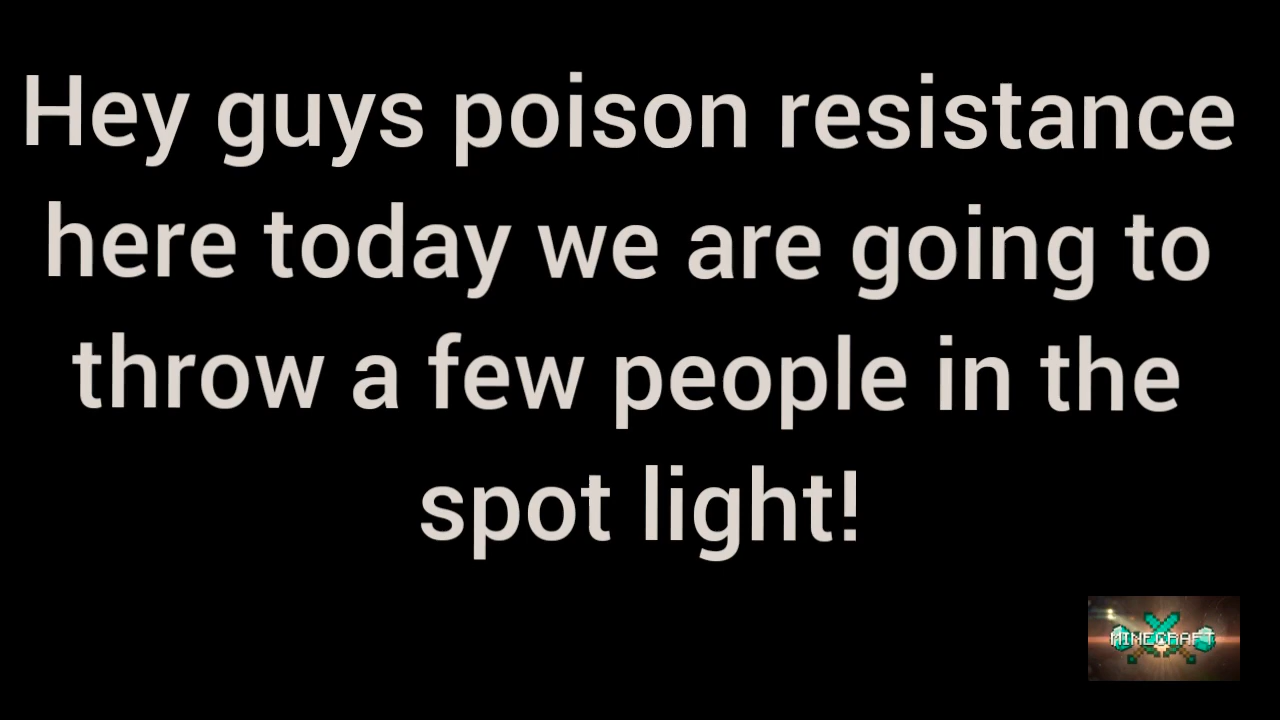 Hey guys poison resistance
here today we are going to
throw a few people in the
spot light!
MINECRAFT